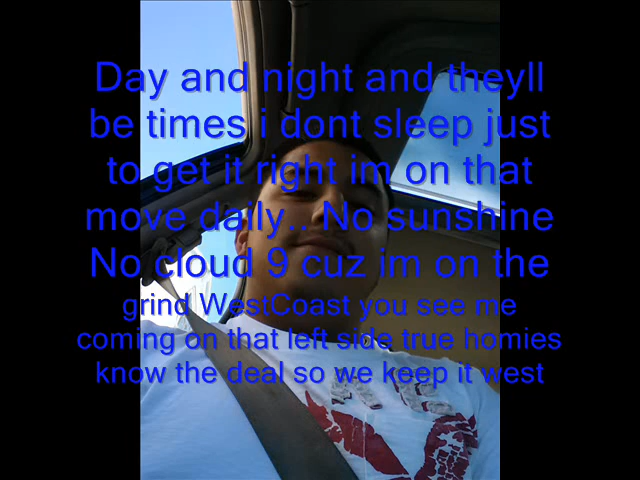 Day and night and theyll
be times i dont sleep just
to get it right im on that
move daily.. No sunshine
No cloud 9 cuz im on the
grind WestCoast you see me
coming on that left side true homies
know the deal so we keep it west